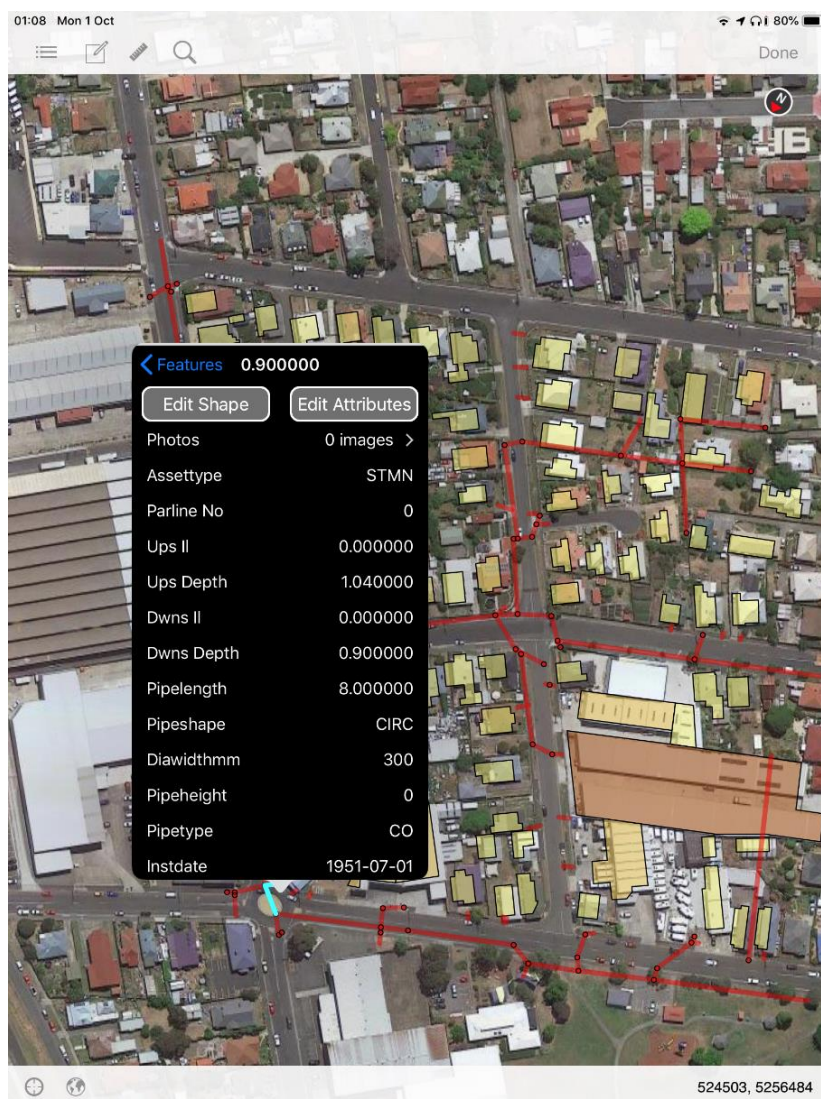 01:08 Mon 1 Oct
80%
Done
N
Features 0.900000
Edit Shape Edit Attributes
Photos 0 images
Assettype STMN
Parline No 0
Ups Il 0.000000
Ups Depth 1.040000
Dwns Il 0.000000
Dwns Depth 0.900000
Pipelength 8.000000
Pipeshape CIRC
Diawidthmm 300
Pipeheight 0
Pipetype CO
Instdate 1951-07-01
524503, 5256484